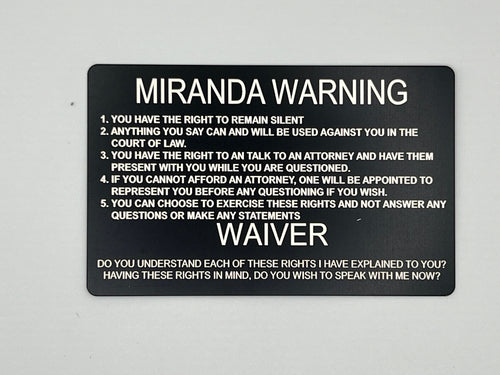 MIRANDA WARNING
1. YOU HAVE THE RIGHT TO REMAIN SILENT
2. ANYTHING YOU SAY CAN AND WILL BE USED AGAINST YOU IN THE
COURT OF LAW.
3. YOU HAVE THE RIGHT TO AN TALK TO AN ATTORNEY AND HAVE THEM
PRESENT WITH YOU WHILE YOU ARE QUESTIONED.
4. IF YOU CANNOT AFFORD AN ATTORNEY, ONE WILL BE APPOINTED TO
REPRESENT YOU BEFORE ANY QUESTIONING IF YOU WISH.
5. YOU CAN CHOOSE TO EXERCISE THESE RIGHTS AND NOT ANSWER ANY
QUESTIONS OR MAKE ANY STATEMENTS
WAIVER
DO YOU UNDERSTAND EACH OF THESE RIGHTS I HAVE EXPLAINED TO YOU?
HAVING THESE RIGHTS IN MIND, DO YOU WISH TO SPEAK WITH ME NOW?